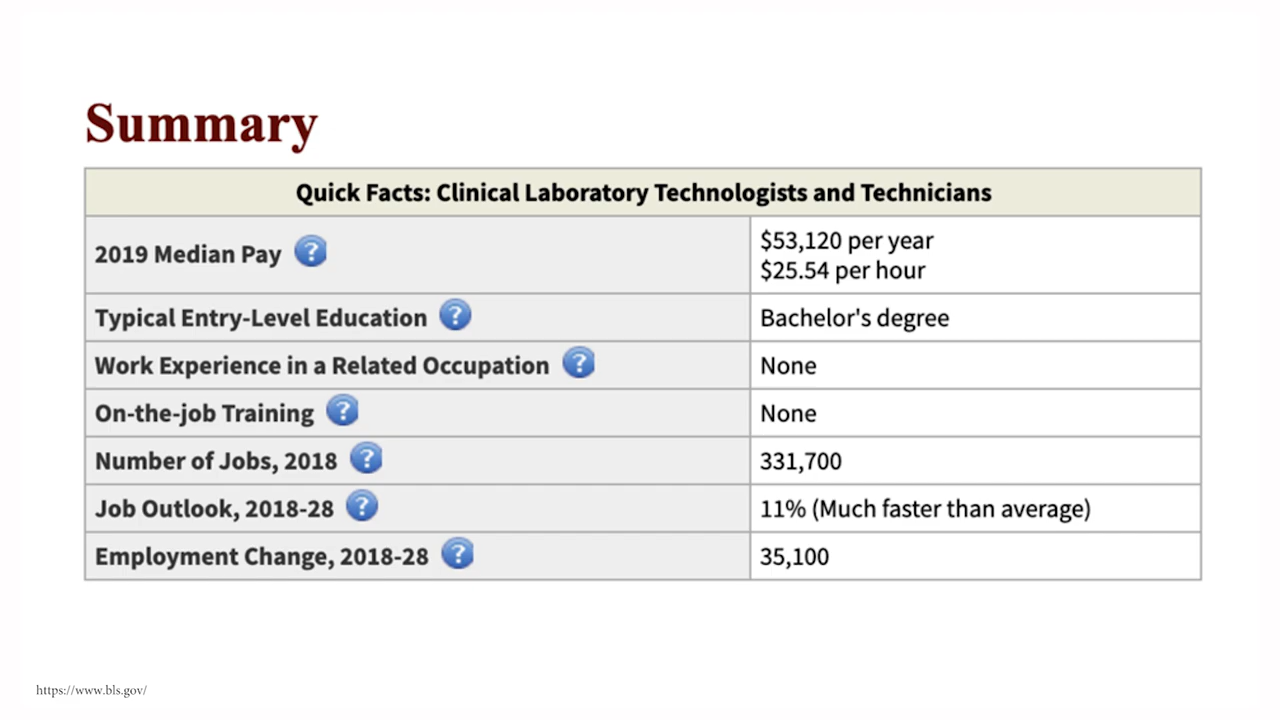 Summary
Quick Facts: Clinical Laboratory Technologists and Technicians
2019 Median Pay ?
$53,120 per year
$25.54 per hour
Typical Entry-Level Education ?
Bachelor's degree
Work Experience in a Related Occupation ?
None
On-the-job Training ?
None
Number of Jobs, 2018 ?
331,700
Job Outlook, 2018-28 ?
11% (Much faster than average)
Employment Change, 2018-28 ?
35,100
https://www.bls.gov/